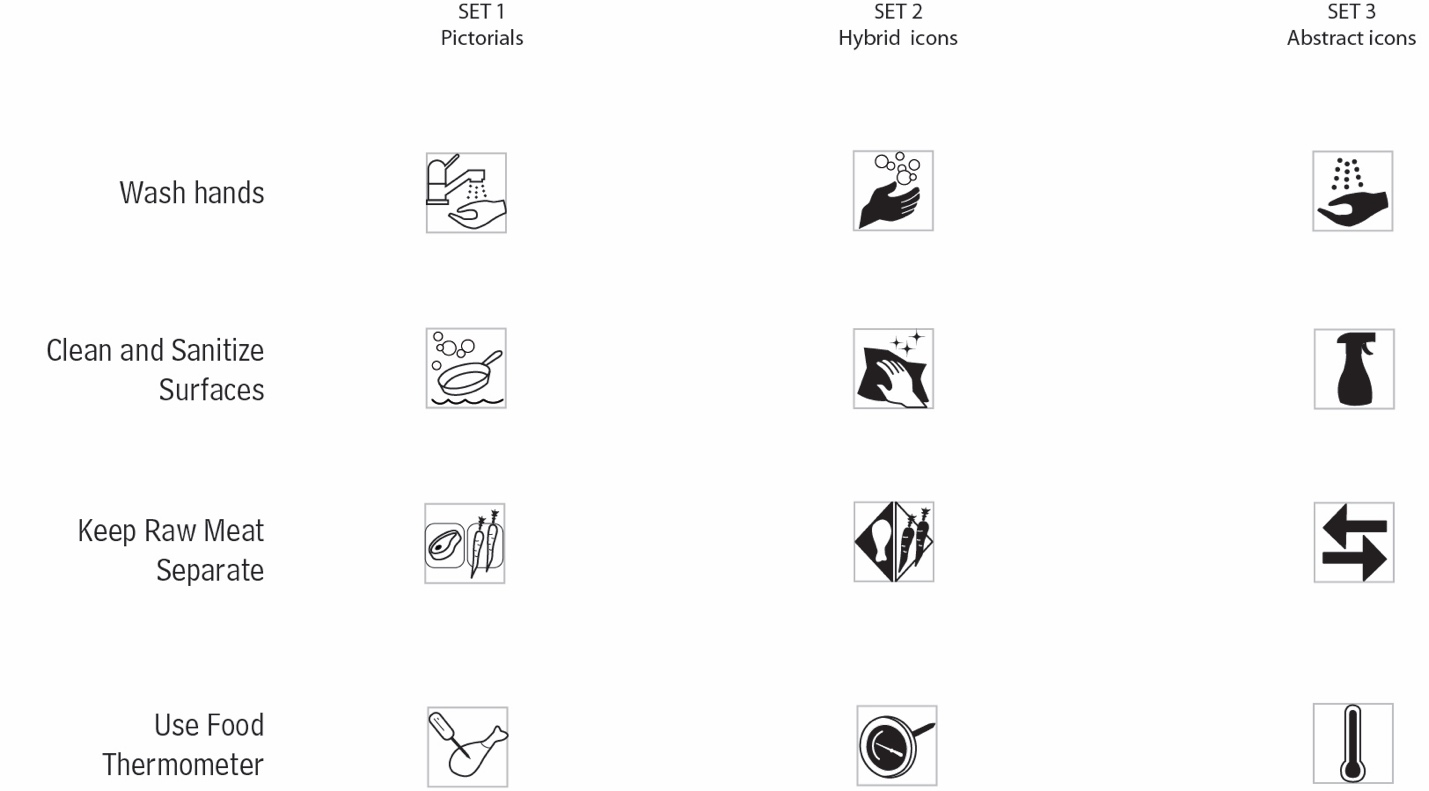 SET 1
Pictorials
SET 2
Hybrid icons
SET 3
Abstract icons
Wash hands
Clean and Sanitize
Surfaces
Keep Raw Meat
Separate
Use Food
Thermometer